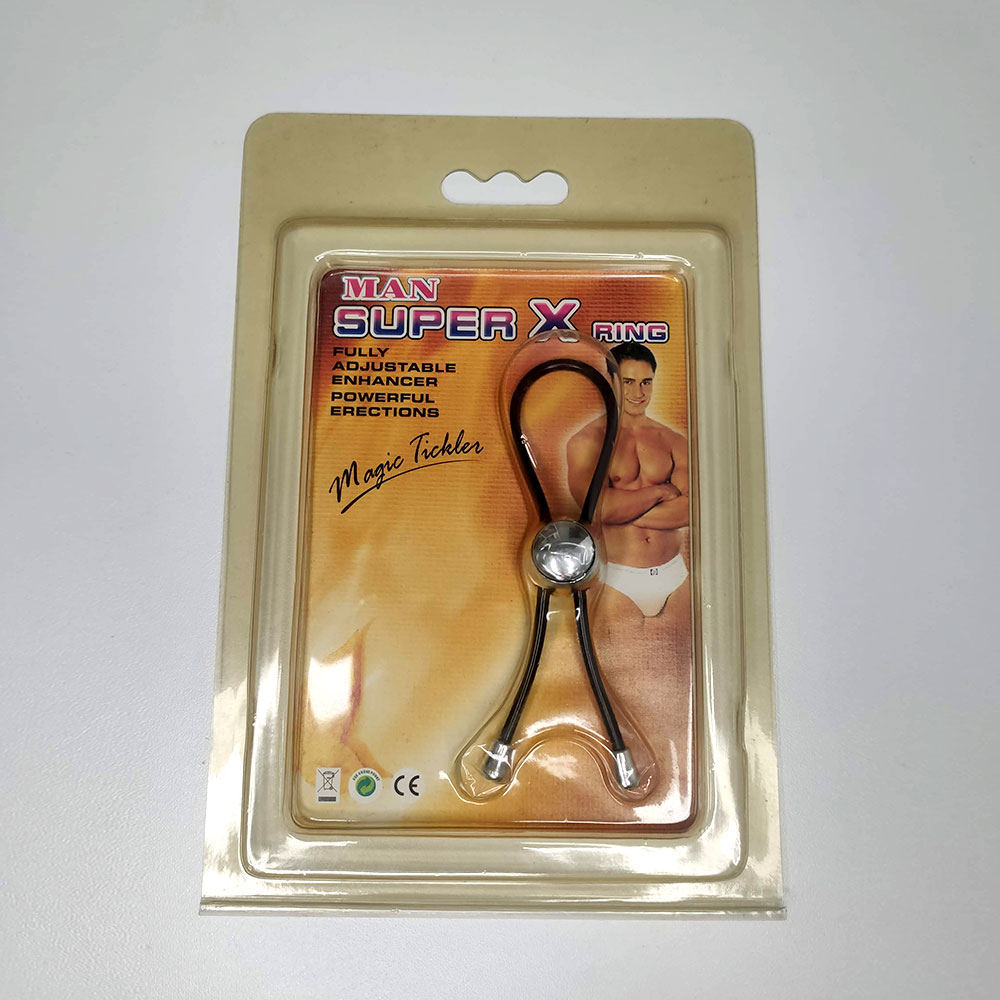 MAN
SUPER X RING
FULLY
ADJUSTABLE
ENHANCER
POWERFUL
ERECTIONS
Magic Tickler
CE